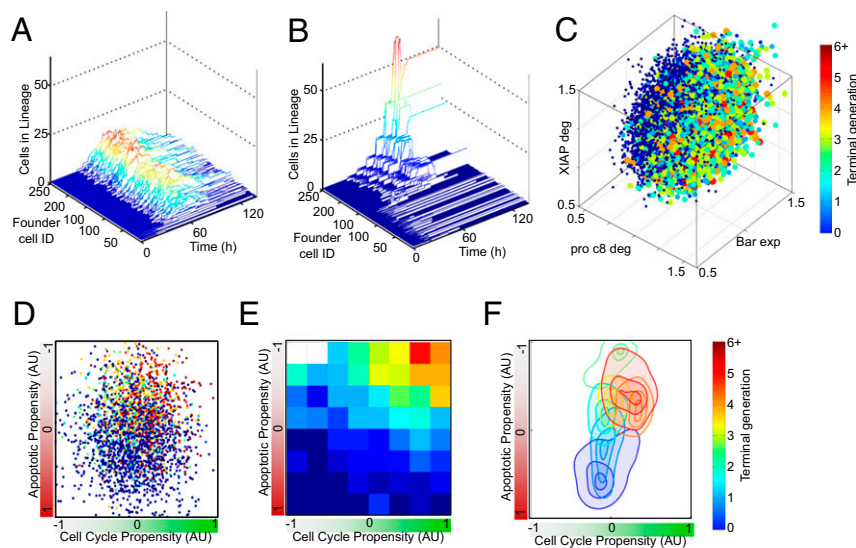 A
Cells in Lineage
50
25
0
250
200
100
100
50
0
Founder
cell ID
60
120
Time (h)
B
Cells in Lineage
50
25
0
250
200
100
100
50
0
Founder
cell ID
60
120
Time (h)
C
XIAP deg
1.5
0.5
0.5
pro c8 deg
1.5
0.5
Bar exp
1.5
6+
5
4
3
2
1
0
Terminal generation
D
Apoptotic Propensity (AU)
-1
0
1
-1
0
1
Cell Cycle Propensity (AU)
E
Apoptotic Propensity (AU)
-1
0
1
-1
0
1
Cell Cycle Propensity (AU)
F
Apoptotic Propensity (AU)
-1
0
1
-1
0
1
Cell Cycle Propensity (AU)
6+
5
4
3
2
1
0
Terminal generation